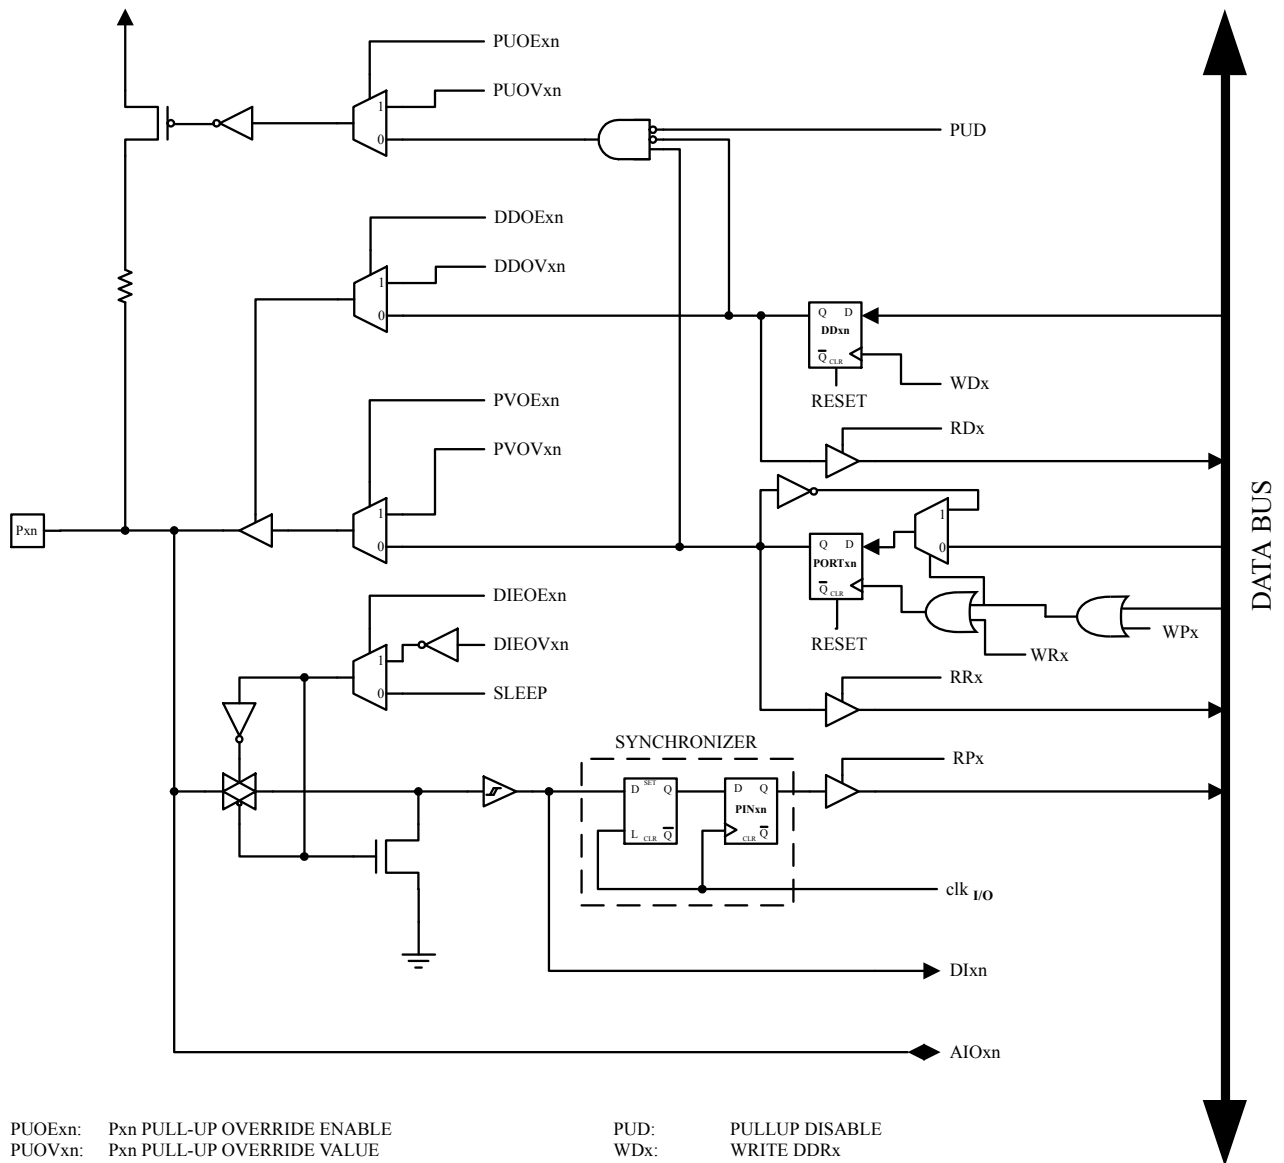 PUOExn
PUOVxn
1
0
PUD
DDOExn
DDOVxn
1
0
Q D
DDxn
Q CLR
WDx
RESET
PVOExn
RDx
PVOVxn
1
0
Pxn
1
0
Q D
PORTxn
Q CLR
RESET
WPx
WRx
DATA BUS
DIEOExn
DIEOVxn
1
0
SLEEP
RRx
SYNCHRONIZER
RPx
D SET Q
L CLR Q
D Q
PINxn
CLR Q
clk I/O
DIxn
AIOxn
PUOExn: Pxn PULL-UP OVERRIDE ENABLE
PUOVxn: Pxn PULL-UP OVERRIDE VALUE
PUD: PULLUP DISABLE
WDx: WRITE DDRx